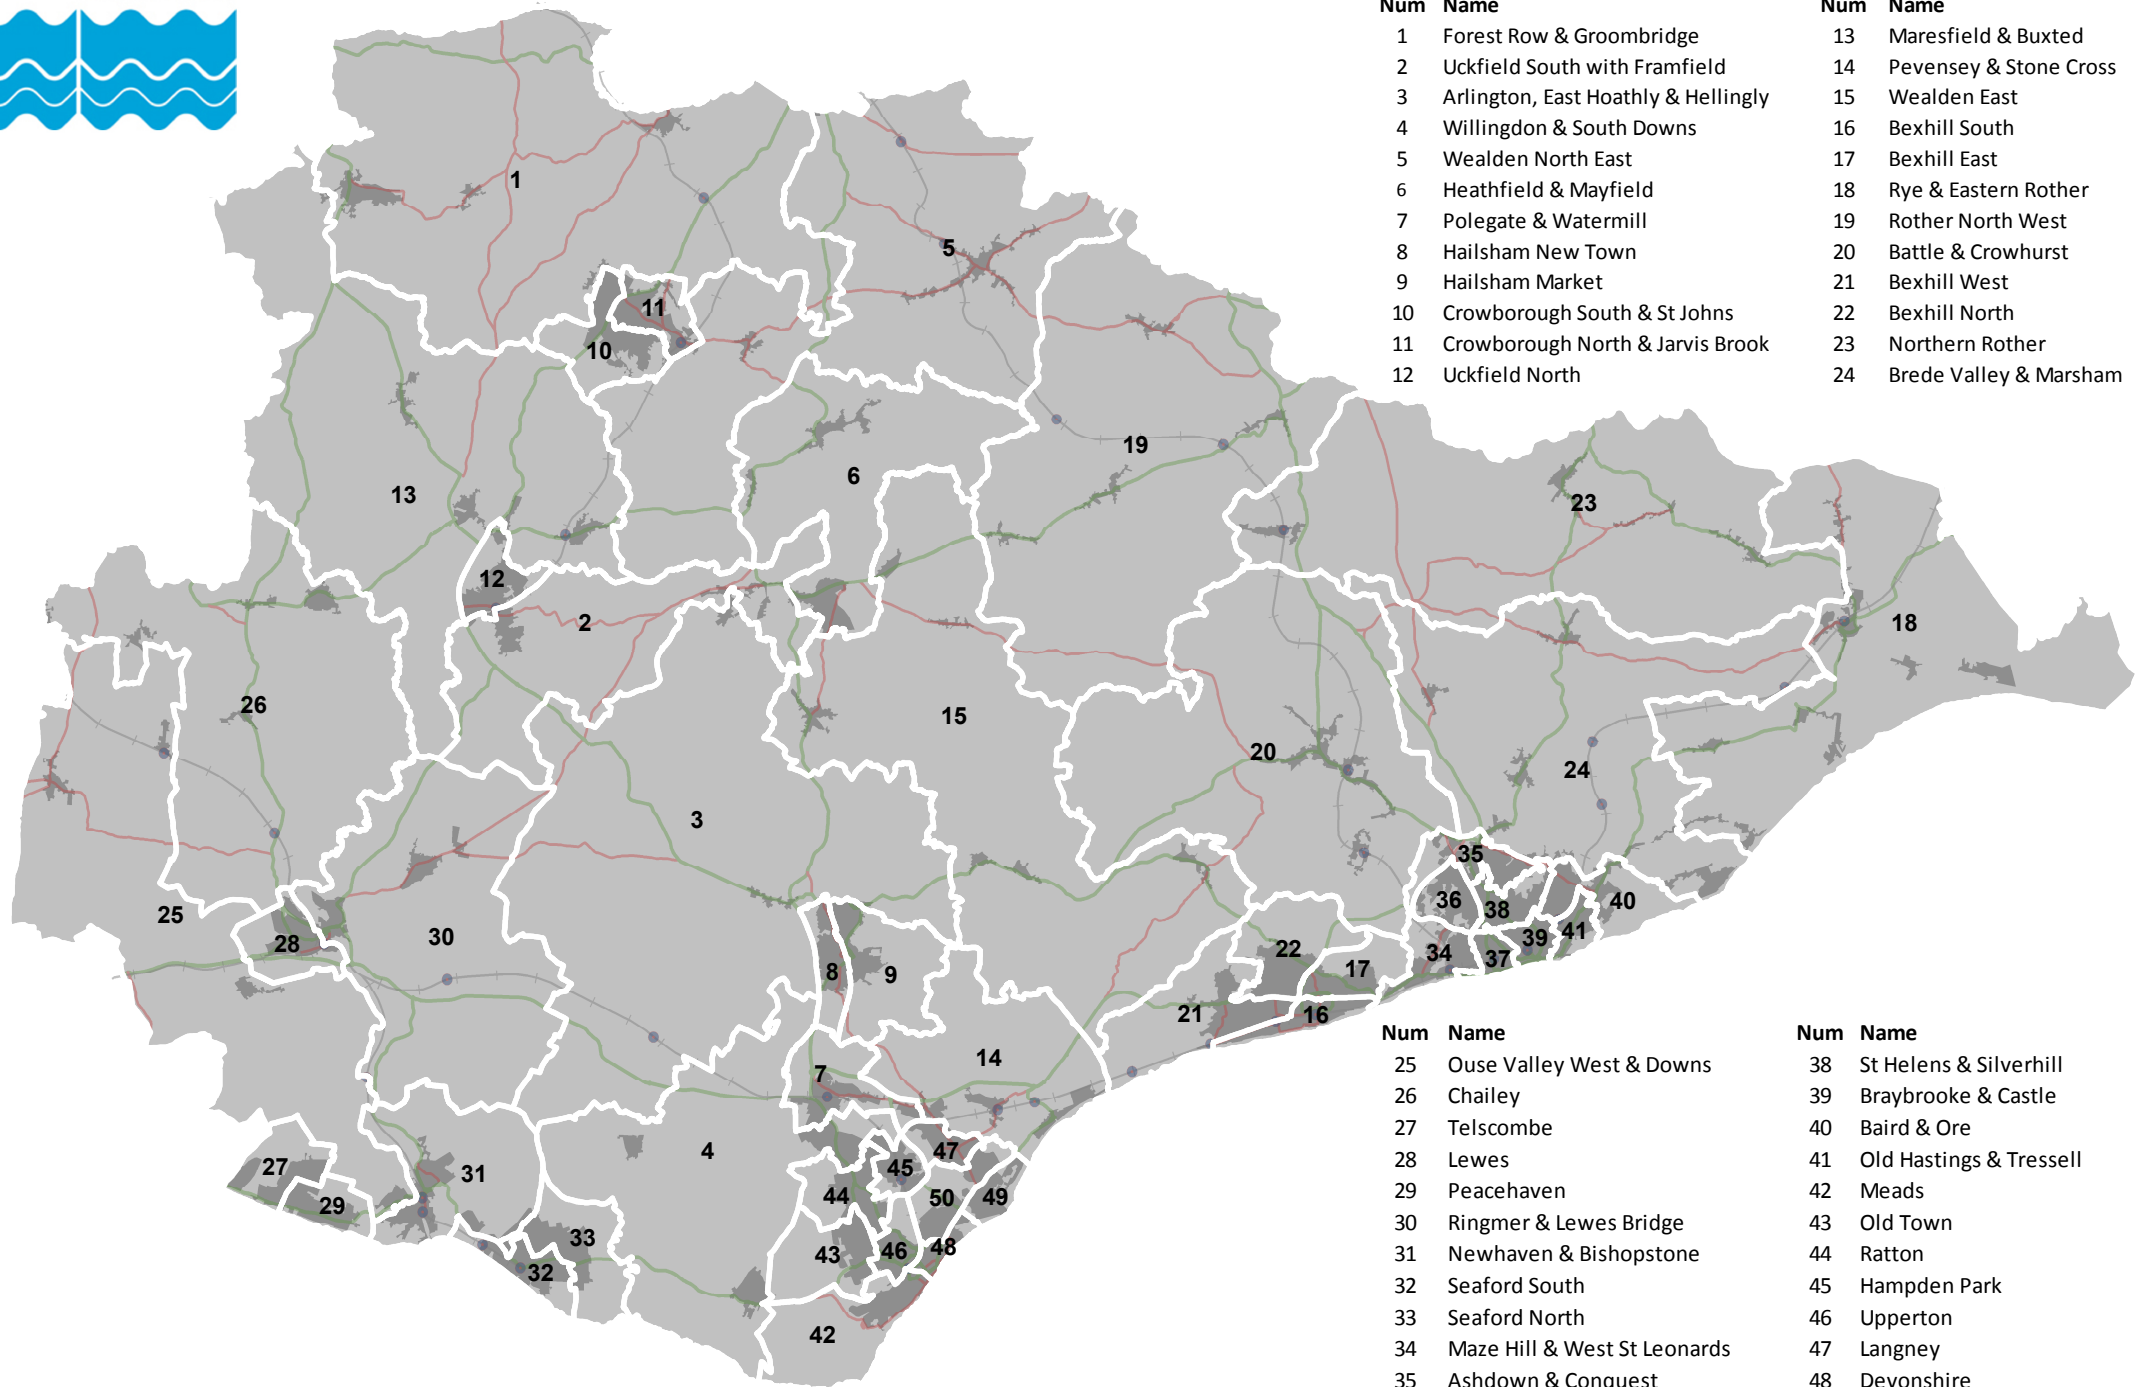 Num Name Num Name
1 Forest Row & Groombridge 13 Maresfield & Buxted
2 Uckfield South with Framfield 14 Pevensey & Stone Cross
3 Arlington, East Hoathly & Hellingly 15 Wealden East
4 Willingdon & South Downs 16 Bexhill South
5 Wealden North East 17 Bexhill East
6 Heathfield & Mayfield 18 Rye & Eastern Rother
7 Polegate & Watermill 19 Rother North West
8 Hailsham New Town 20 Battle & Crowhurst
9 Hailsham Market 21 Bexhill West
10 Crowborough South & St Johns 22 Bexhill North
11 Crowborough North & Jarvis Brook 23 Northern Rother
12 Uckfield North 24 Brede Valley & Marsham
1
5
11
10
19
6
13
23
12
2
18
26
15
20
24
3
35
36
40
38
25
41
30
39
28
22
34
37
17
8
9
21
16
14
7
4
47
27
45
31
44
49
50
29
33
48
46
43
32
42
Num Name Num Name
25 Ouse Valley West & Downs 38 St Helens & Silverhill
26 Chailey 39 Braybrooke & Castle
27 Telscombe 40 Baird & Ore
28 Lewes 41 Old Hastings & Tressell
29 Peacehaven 42 Meads
30 Ringmer & Lewes Bridge 43 Old Town
31 Newhaven & Bishopstone 44 Ratton
32 Seaford South 45 Hampden Park
33 Seaford North 46 Upperton
34 Maze Hill & West St Leonards 47 Langney
35 Ashdown & Conquest 48 Devonshire